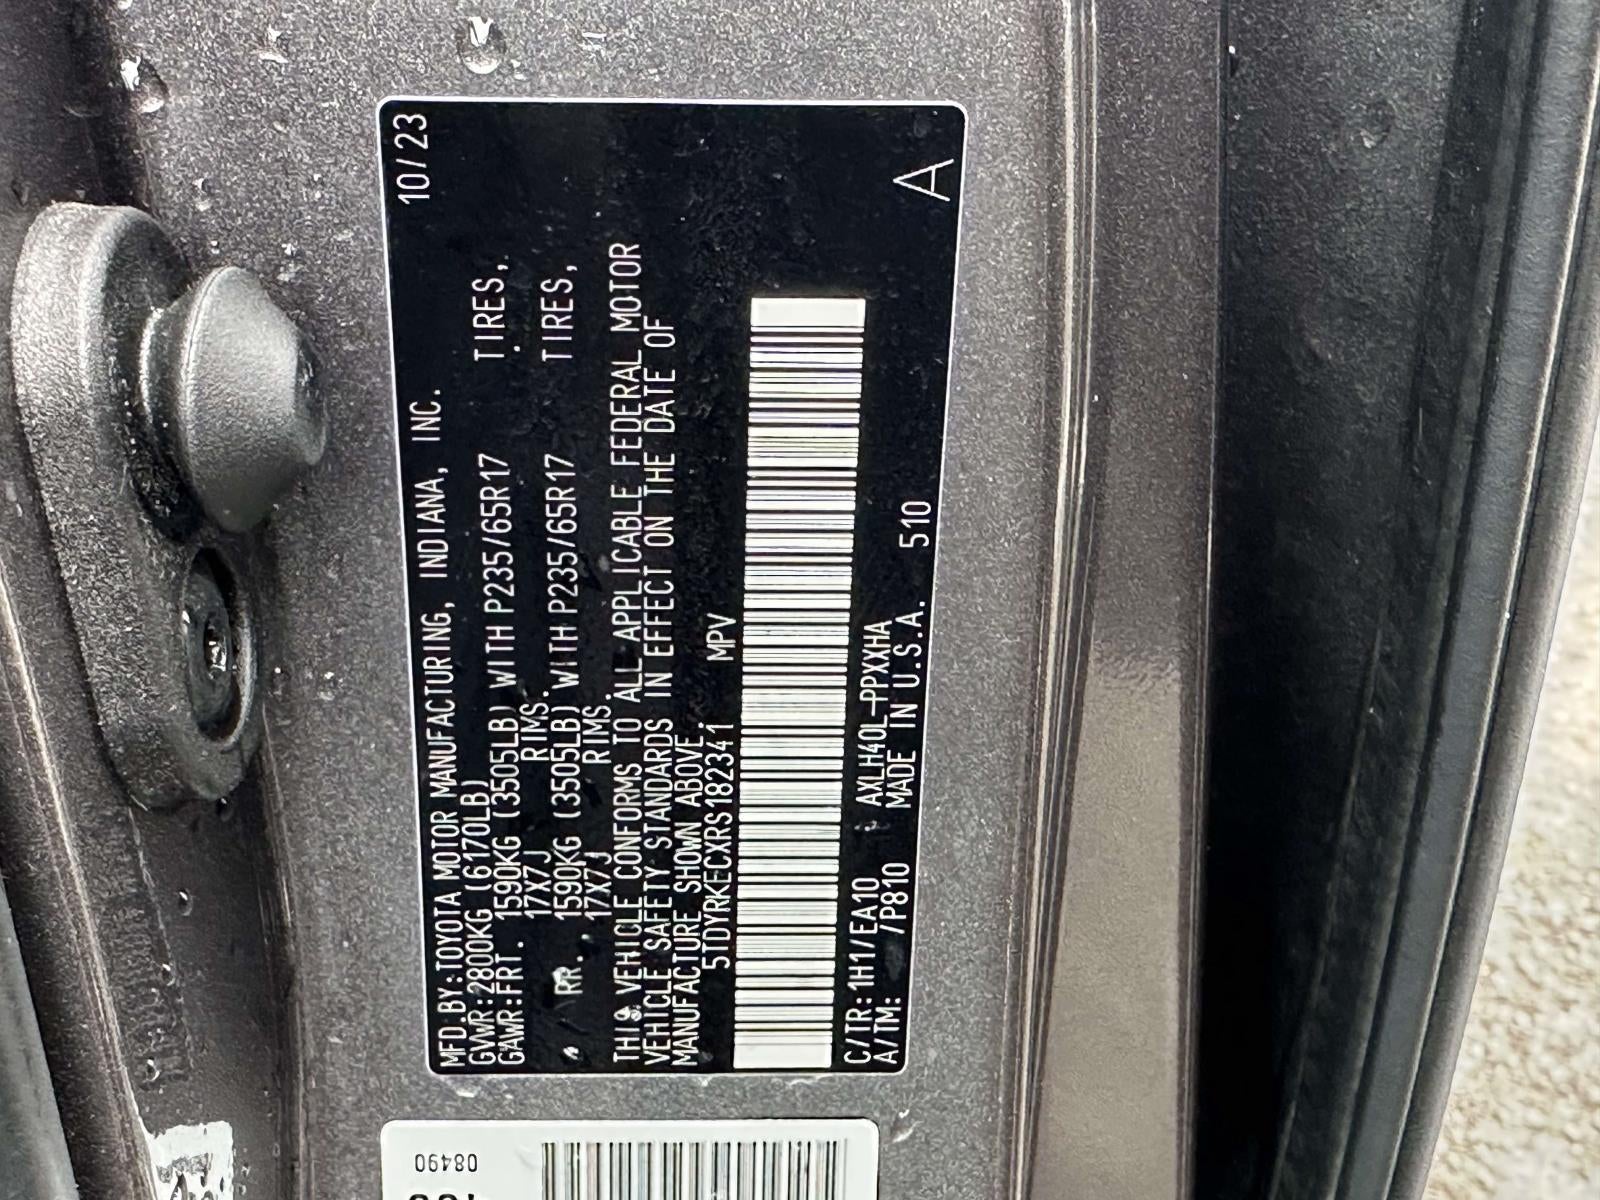 10/23
MFD.BY:TOYOTA MOTOR MANUFACTURING, INDIANA, INC.
GVWR:2800KG (6170LB)
GAWR:FRT. 1590KG (3505LB) WITH P235/65R17 TIRES,
17X7J RIMS.
RR. 1590KG (3505LB) WITH P235/65R17 TIRES,
17X7J RIMS.
THIS VEHICLE CONFORMS TO ALL APPLICABLE FEDERAL MOTOR
VEHICLE SAFETY STANDARDS IN EFFECT ON THE DATE OF
MANUFACTURE SHOWN ABOVE.
5TDYRKECXRS182341 MPV
C/TR:1H1/EA10 AXLH40L-PPXXHA
A/TM: /P810 MADE IN U.S.A. 510
A
08490